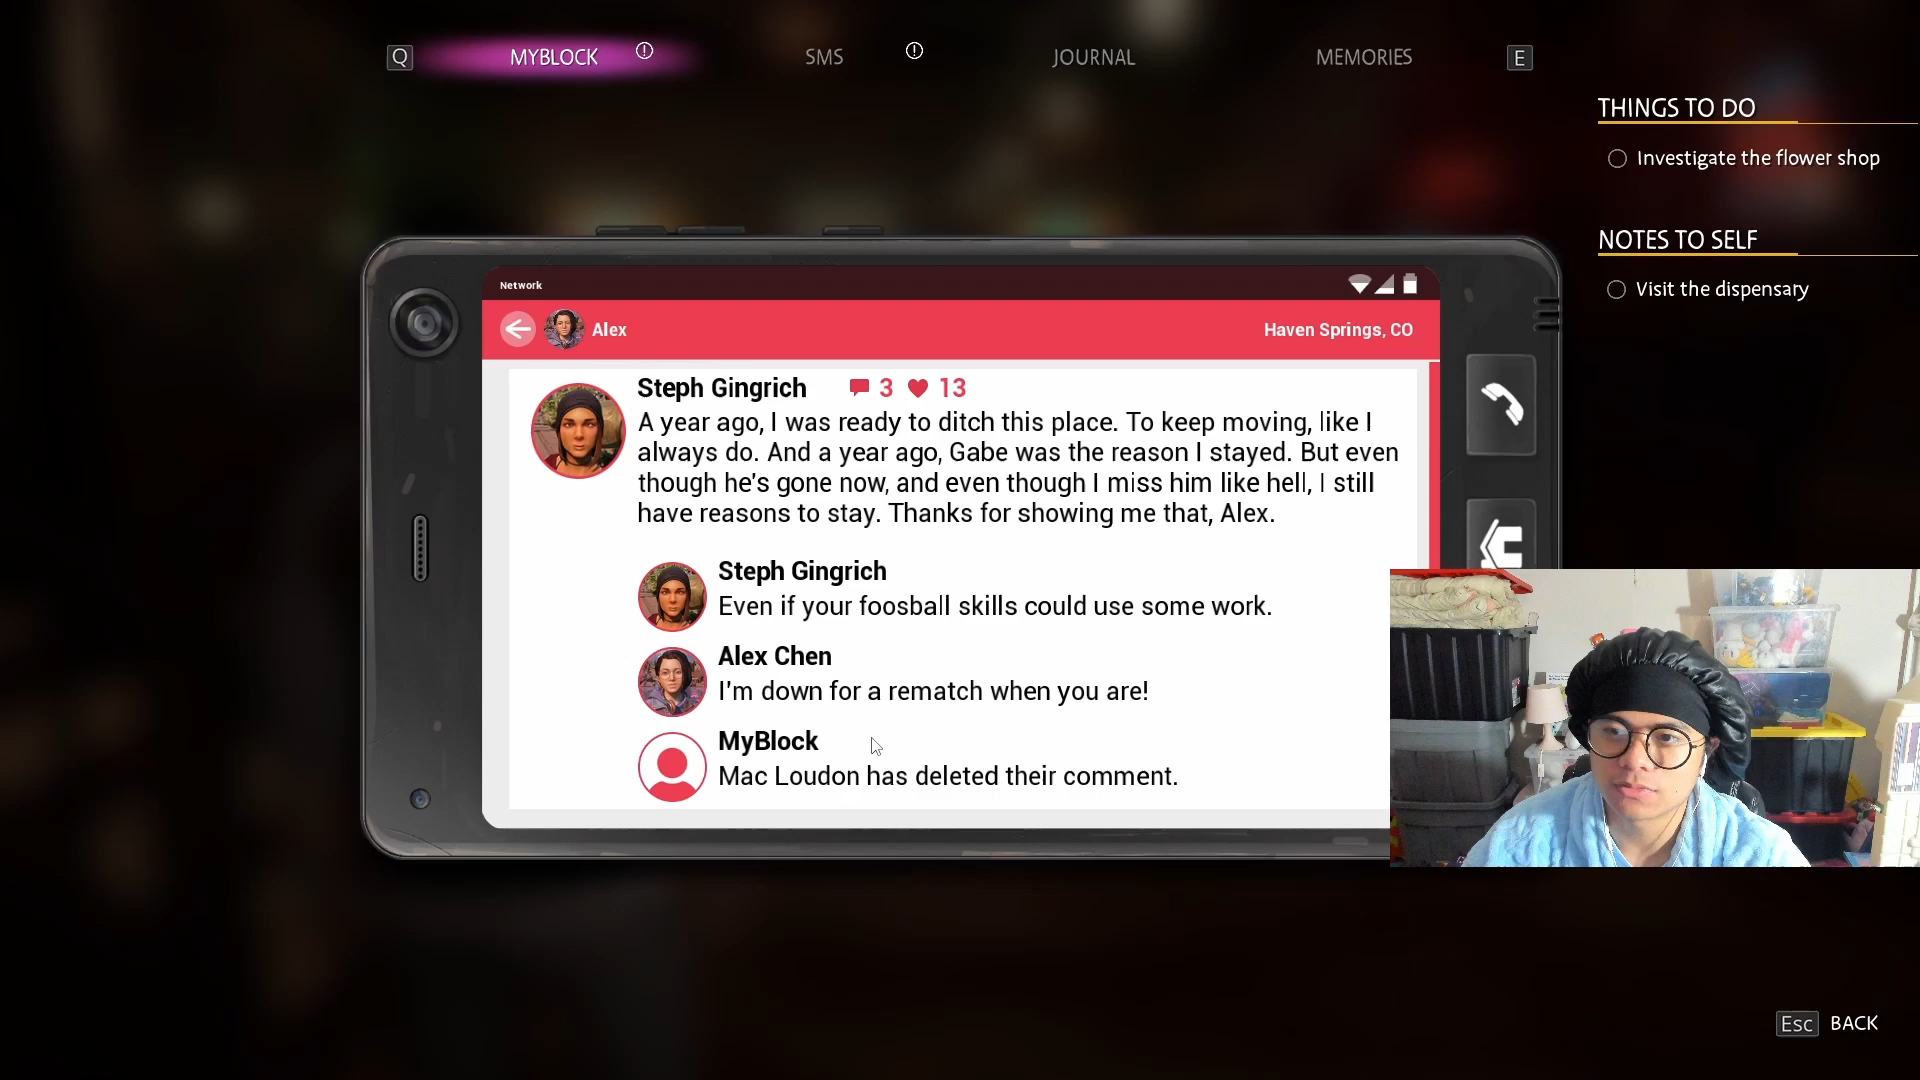 Q
MYBLOCK
SMS
JOURNAL
MEMORIES
E
THINGS TO DO
Investigate the flower shop
NOTES TO SELF
Visit the dispensary
Network
Alex
Haven Springs, CO
Steph Gingrich 3 13
A year ago, I was ready to ditch this place. To keep moving, like I
always do. And a year ago, Gabe was the reason I stayed. But even
though he's gone now, and even though I miss him like hell, I still
have reasons to stay. Thanks for showing me that, Alex.
Steph Gingrich
Even if your foosball skills could use some work.
Alex Chen
I'm down for a rematch when you are!
MyBlock
Mac Loudon has deleted their comment.
Esc BACK